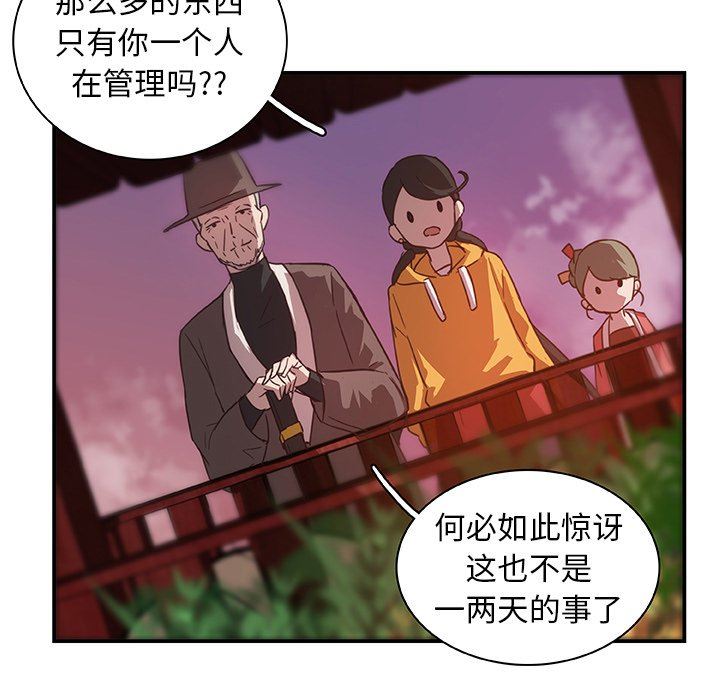 那么多的东西
只有你一个人
在管理吗??
何必如此惊讶
这也不是
一两天的事了